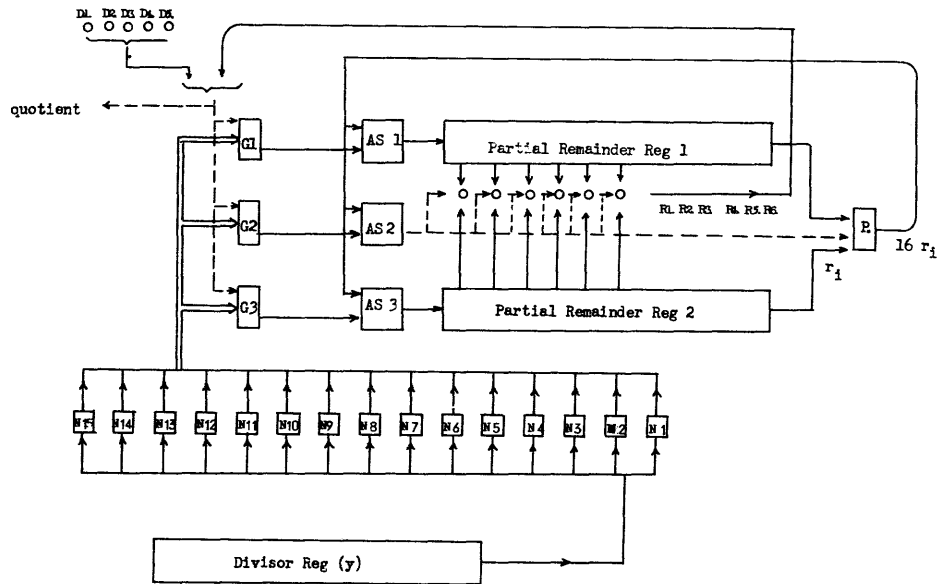 D1. D2. D3. D4. D5.
quotient
G1
AS 1
Partial Remainder Reg 1
R1. R2. R3. R4. R5. R6.
G2
AS 2
P.
16 ri
ri
G3
AS 3
Partial Remainder Reg 2
N15 N14 N13 N12 N11 N10 N9 N8 N7 N6 N5 N4 N3 N2 N1
Divisor Reg (y)